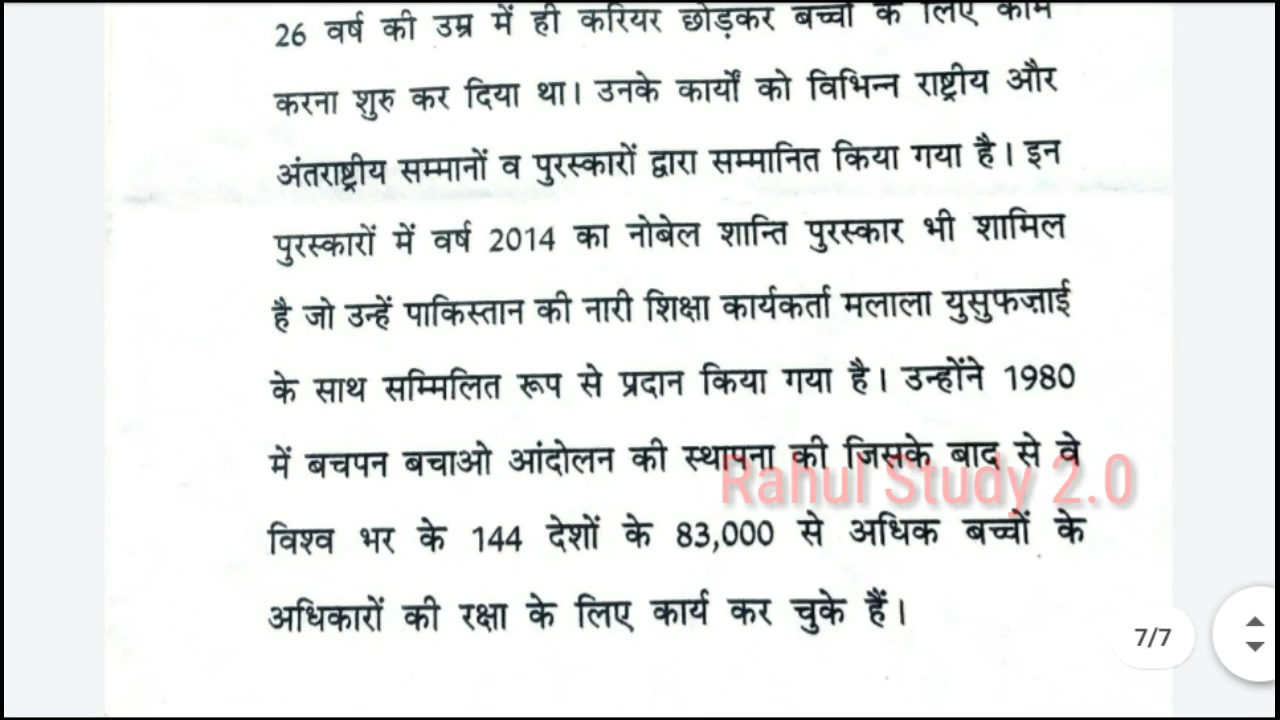 26 वर्ष की उम्र में ही करियर छोड़कर बच्चों के लिए काम
करना शुरु कर दिया था। उनके कार्यों को विभिन्न राष्ट्रीय और
अंतराष्ट्रीय सम्मानों व पुरस्कारों द्वारा सम्मानित किया गया है। इन
पुरस्कारों में वर्ष 2014 का नोबेल शान्ति पुरस्कार भी शामिल
है जो उन्हें पाकिस्तान की नारी शिक्षा कार्यकर्ता मलाला युसुफज़ाई
के साथ सम्मिलित रूप से प्रदान किया गया है। उन्होंने 1980
में बचपन बचाओ आंदोलन की स्थापना की जिसके बाद से वे
Rahul Study 2.0
विश्व भर के 144 देशों के 83,000 से अधिक बच्चों के
अधिकारों की रक्षा के लिए कार्य कर चुके हैं।
7/7